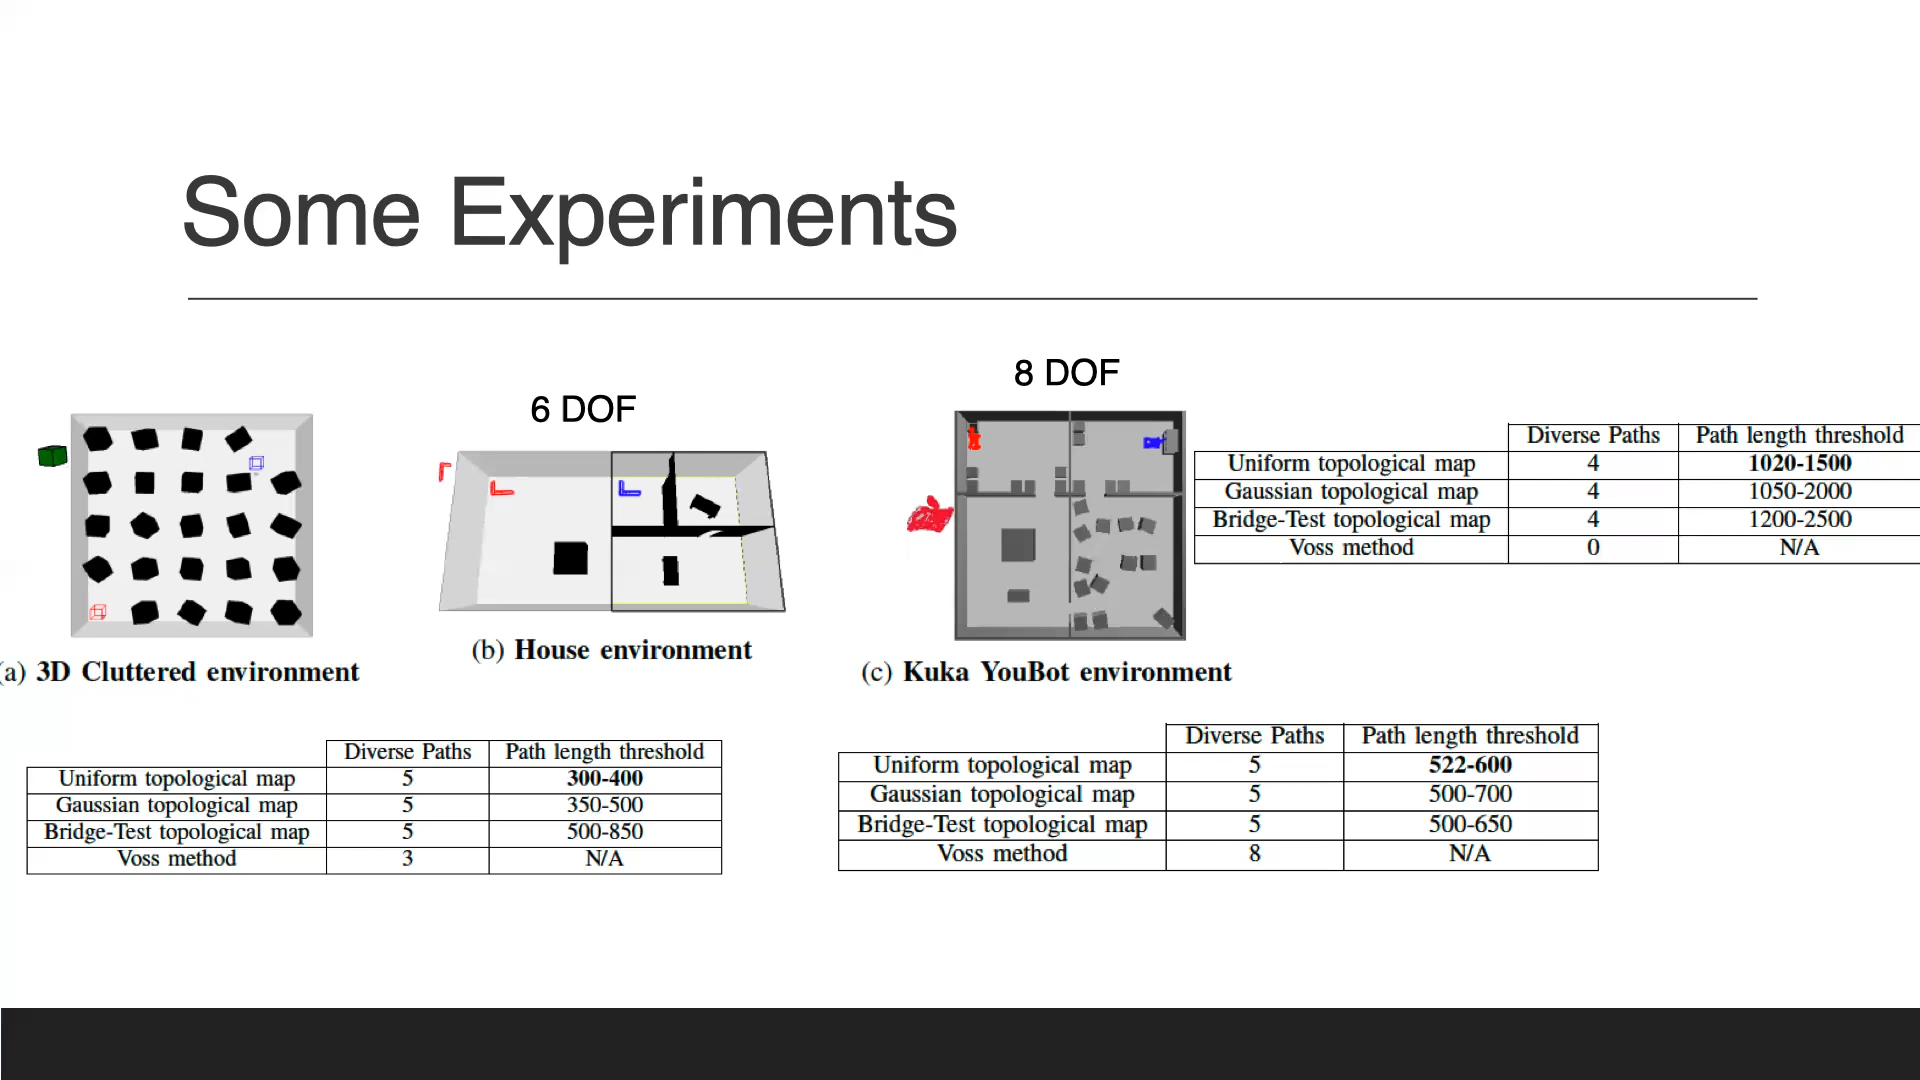 Some Experiments
8 DOF
6 DOF
Diverse Paths Path length threshold
Uniform topological map 4 1020-1500
Gaussian topological map 4 1050-2000
Bridge-Test topological map 4 1200-2500
Voss method 0 N/A
(a) 3D Cluttered environment
(b) House environment
(c) Kuka YouBot environment
Diverse Paths Path length threshold
Uniform topological map 5 300-400
Gaussian topological map 5 350-500
Bridge-Test topological map 5 500-850
Voss method 3 N/A
Diverse Paths Path length threshold
Uniform topological map 5 522-600
Gaussian topological map 5 500-700
Bridge-Test topological map 5 500-650
Voss method 8 N/A